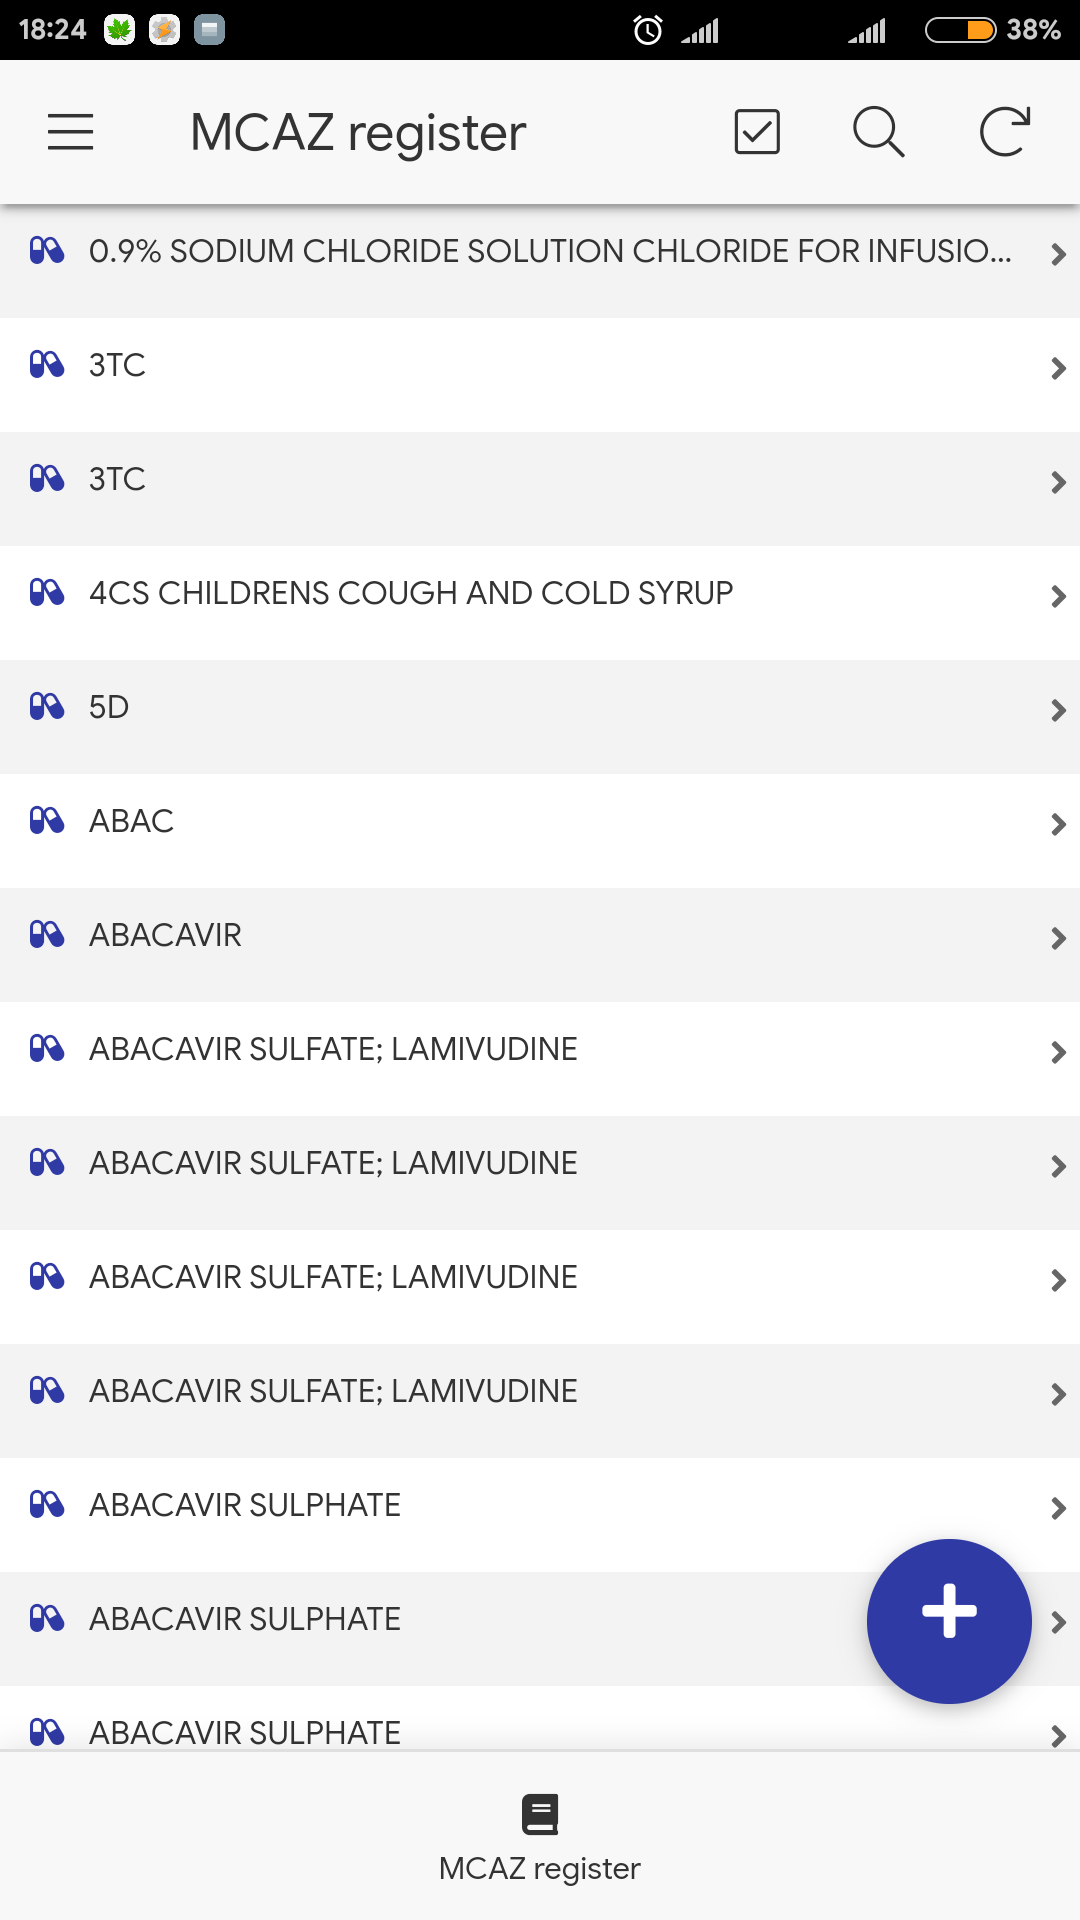 18:24 38%
MCAZ register
0.9% SODIUM CHLORIDE SOLUTION CHLORIDE FOR INFUSIO...
3TC
3TC
4CS CHILDRENS COUGH AND COLD SYRUP
5D
ABAC
ABACAVIR
ABACAVIR SULFATE; LAMIVUDINE
ABACAVIR SULFATE; LAMIVUDINE
ABACAVIR SULFATE; LAMIVUDINE
ABACAVIR SULFATE; LAMIVUDINE
ABACAVIR SULPHATE
ABACAVIR SULPHATE
ABACAVIR SULPHATE
MCAZ register